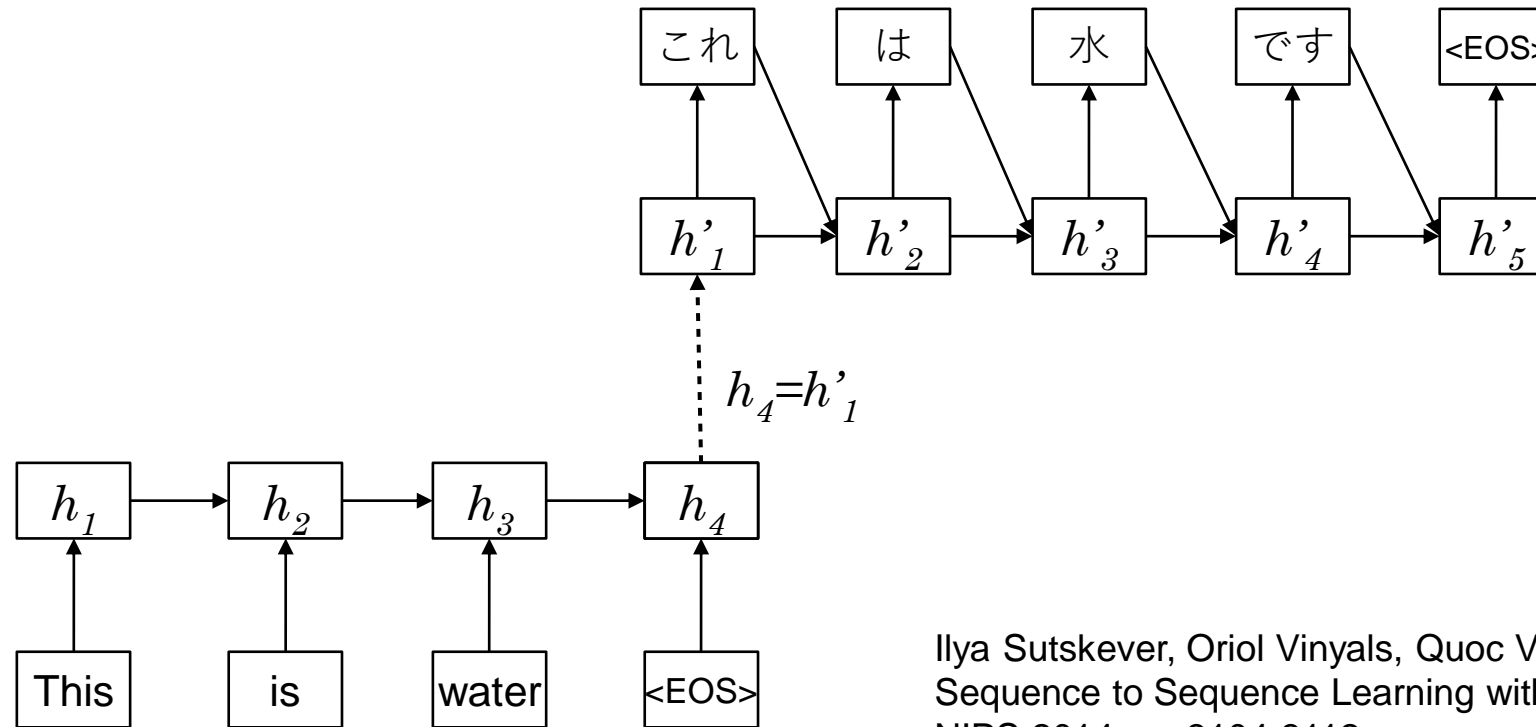 これ は 水 です <EOS>
h'1 h'2 h'3 h'4 h'5
h4=h'1
h1 h2 h3 h4
This is water <EOS>
Ilya Sutskever, Oriol Vinyals, Quoc V
Sequence to Sequence Learning with